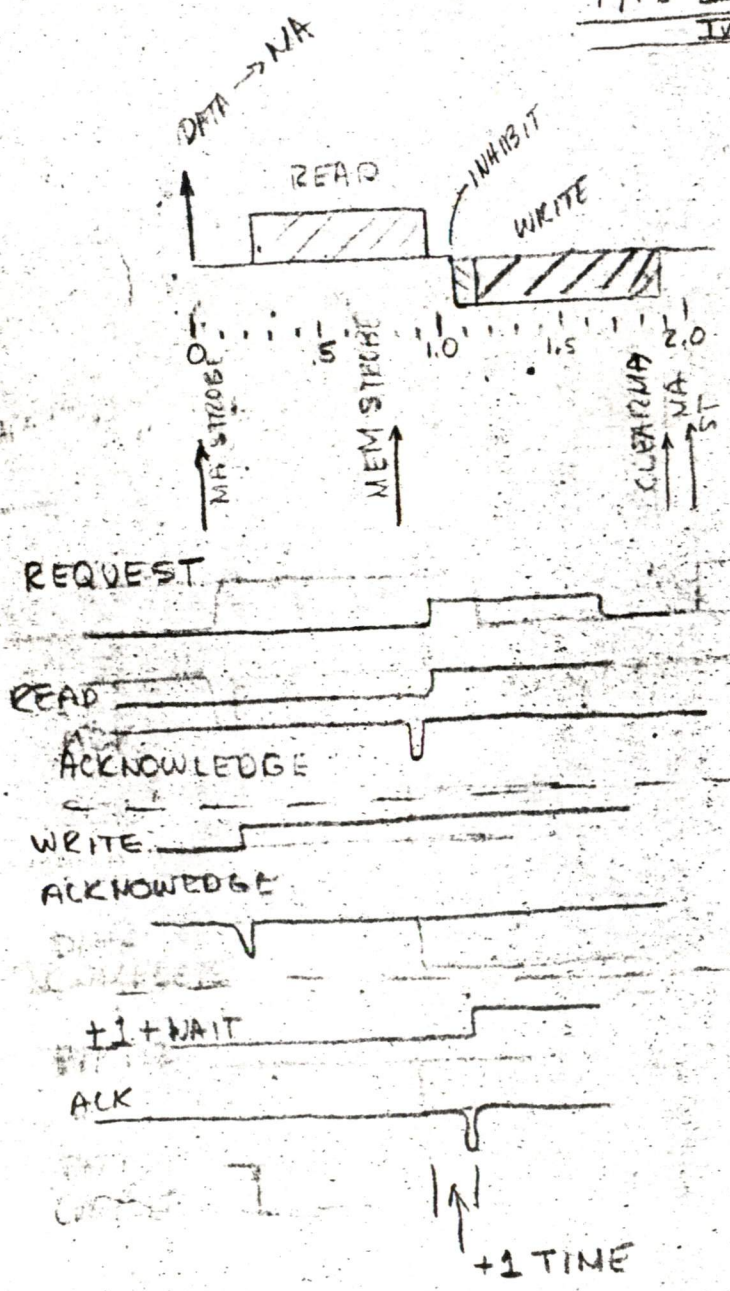 DATA → NA
READ
INHIBIT
WRITE
0 .5 1.0 1.5 2.0
MA STROBE
MEM STROBE
CLEAR MA
NA
ST
REQUEST
READ
ACKNOWLEDGE
WRITE
ACKNOWEDGE
+1 + WAIT
ACK
+1 TIME